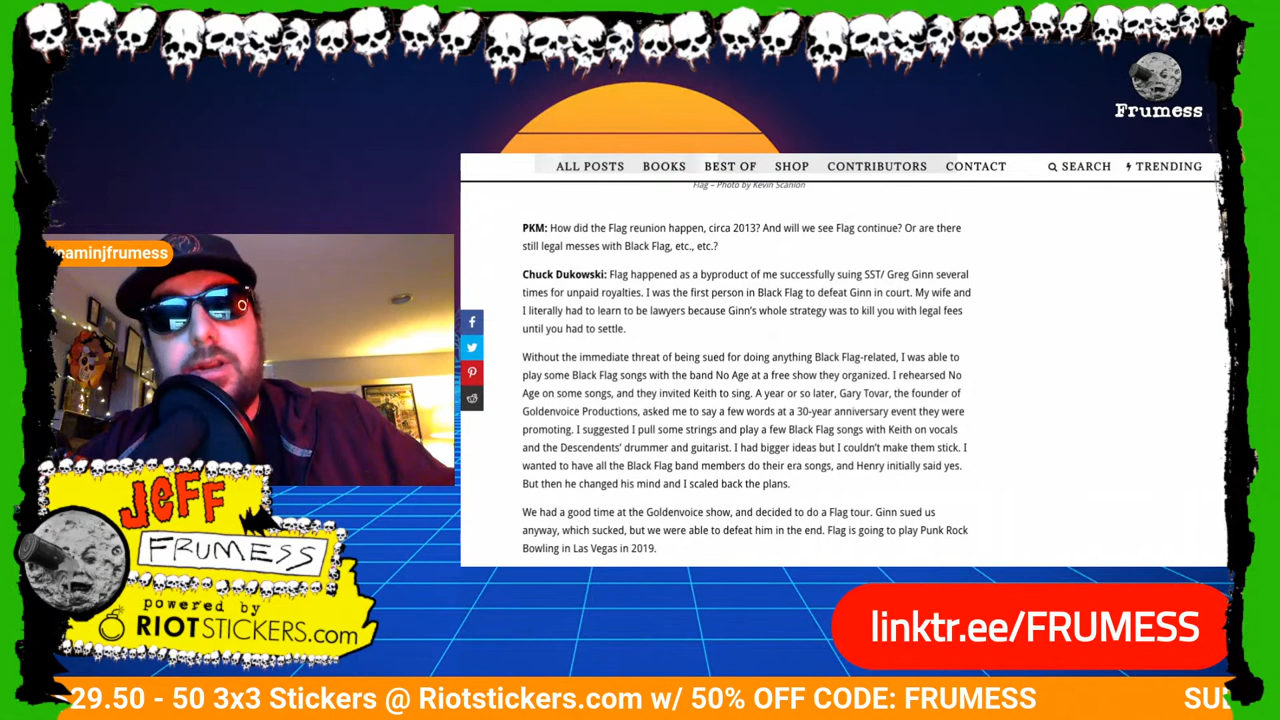 Frumess
ALL POSTS BOOKS BEST OF SHOP CONTRIBUTORS CONTACT SEARCH TRENDING
Flag – Photo by Kevin Scanlon
PKM: How did the Flag reunion happen, circa 2013? And will we see Flag continue? Or are there
still legal messes with Black Flag, etc., etc.?
Chuck Dukowski: Flag happened as a byproduct of me successfully suing SST/ Greg Ginn several
times for unpaid royalties. I was the first person in Black Flag to defeat Ginn in court. My wife and
I literally had to learn to be lawyers because Ginn's whole strategy was to kill you with legal fees
until you had to settle.
Without the immediate threat of being sued for doing anything Black Flag-related, I was able to
play some Black Flag songs with the band No Age at a free show they organized. I rehearsed No
Age on some songs, and they invited Keith to sing. A year or so later, Gary Tovar, the founder of
Goldenvoice Productions, asked me to say a few words at a 30-year anniversary event they were
promoting. I suggested I pull some strings and play a few Black Flag songs with Keith on vocals
and the Descendents' drummer and guitarist. I had bigger ideas but I couldn't make them stick. I
wanted to have all the Black Flag band members do their era songs, and Henry initially said yes.
But then he changed his mind and I scaled back the plans.
We had a good time at the Goldenvoice show, and decided to do a Flag tour. Ginn sued us
anyway, which sucked, but we were able to defeat him in the end. Flag is going to play Punk Rock
Bowling in Las Vegas in 2019.
eaminjfrumess
JEFF
FRUMESS
powered by
RIOTSTICKERS.com
linktr.ee/FRUMESS
29.50 - 50 3x3 Stickers @ Riotstickers.com w/ 50% OFF CODE: FRUMESS